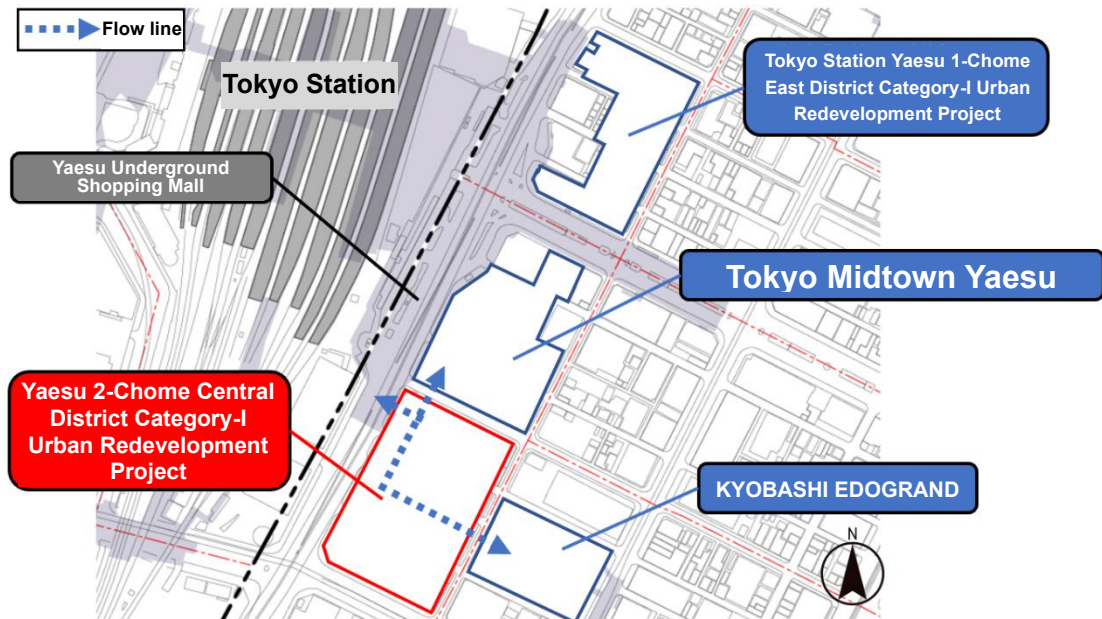 Flow line
Tokyo Station
Tokyo Station Yaesu 1-Chome
East District Category-I Urban
Redevelopment Project
Yaesu Underground
Shopping Mall
Tokyo Midtown Yaesu
Yaesu 2-Chome Central
District Category-I
Urban Redevelopment
Project
KYOBASHI EDOGRAND
N